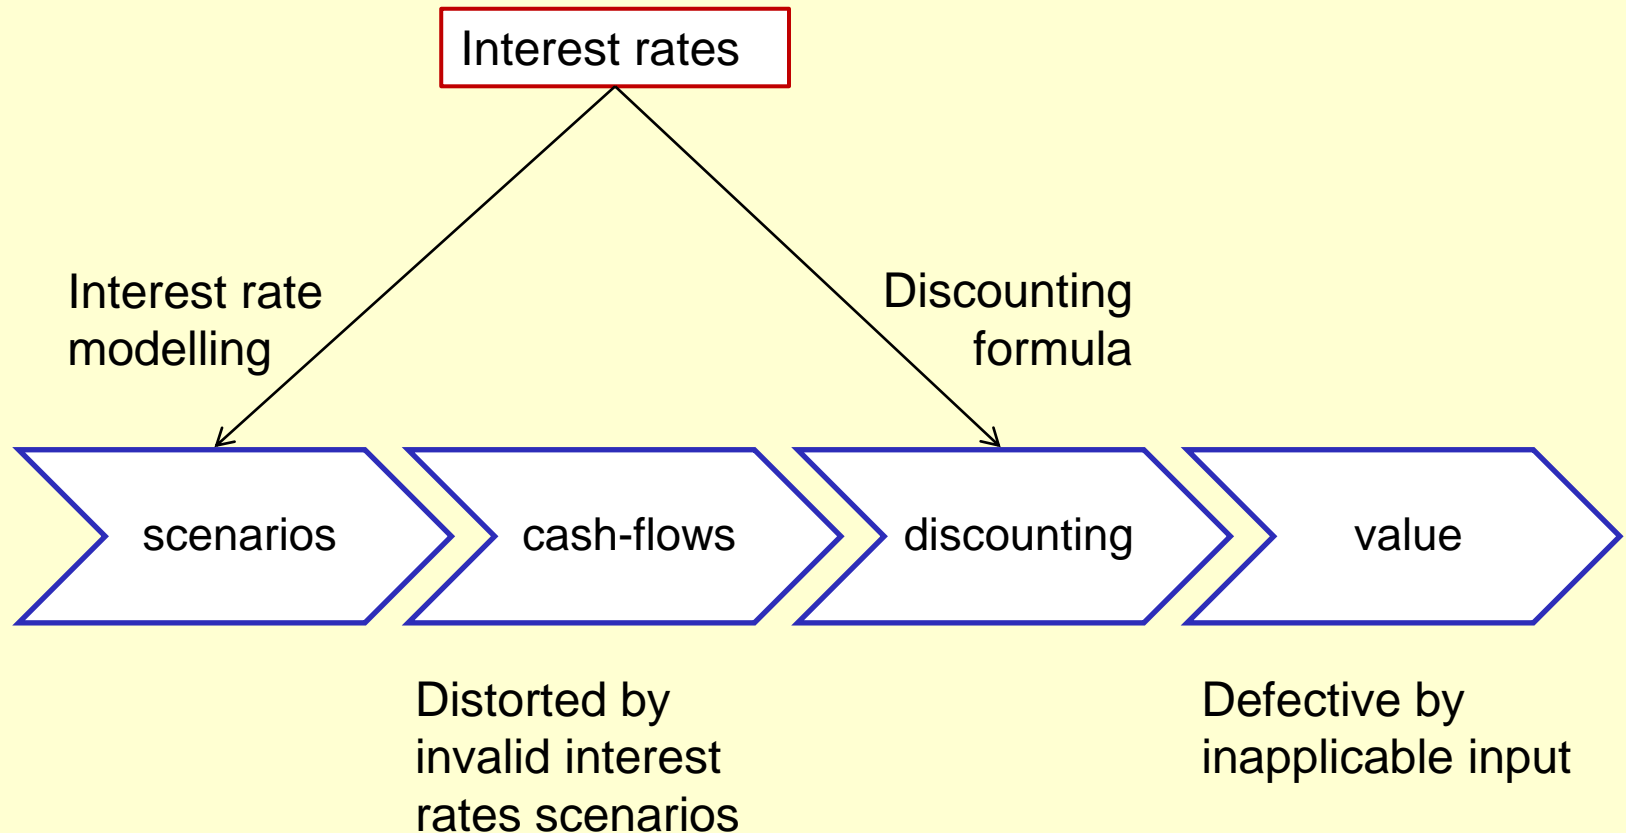 Interest rates
Interest rate
modelling
Discounting
formula
scenarios
cash-flows
discounting
value
Distorted by
invalid interest
rates scenarios
Defective by
inapplicable input